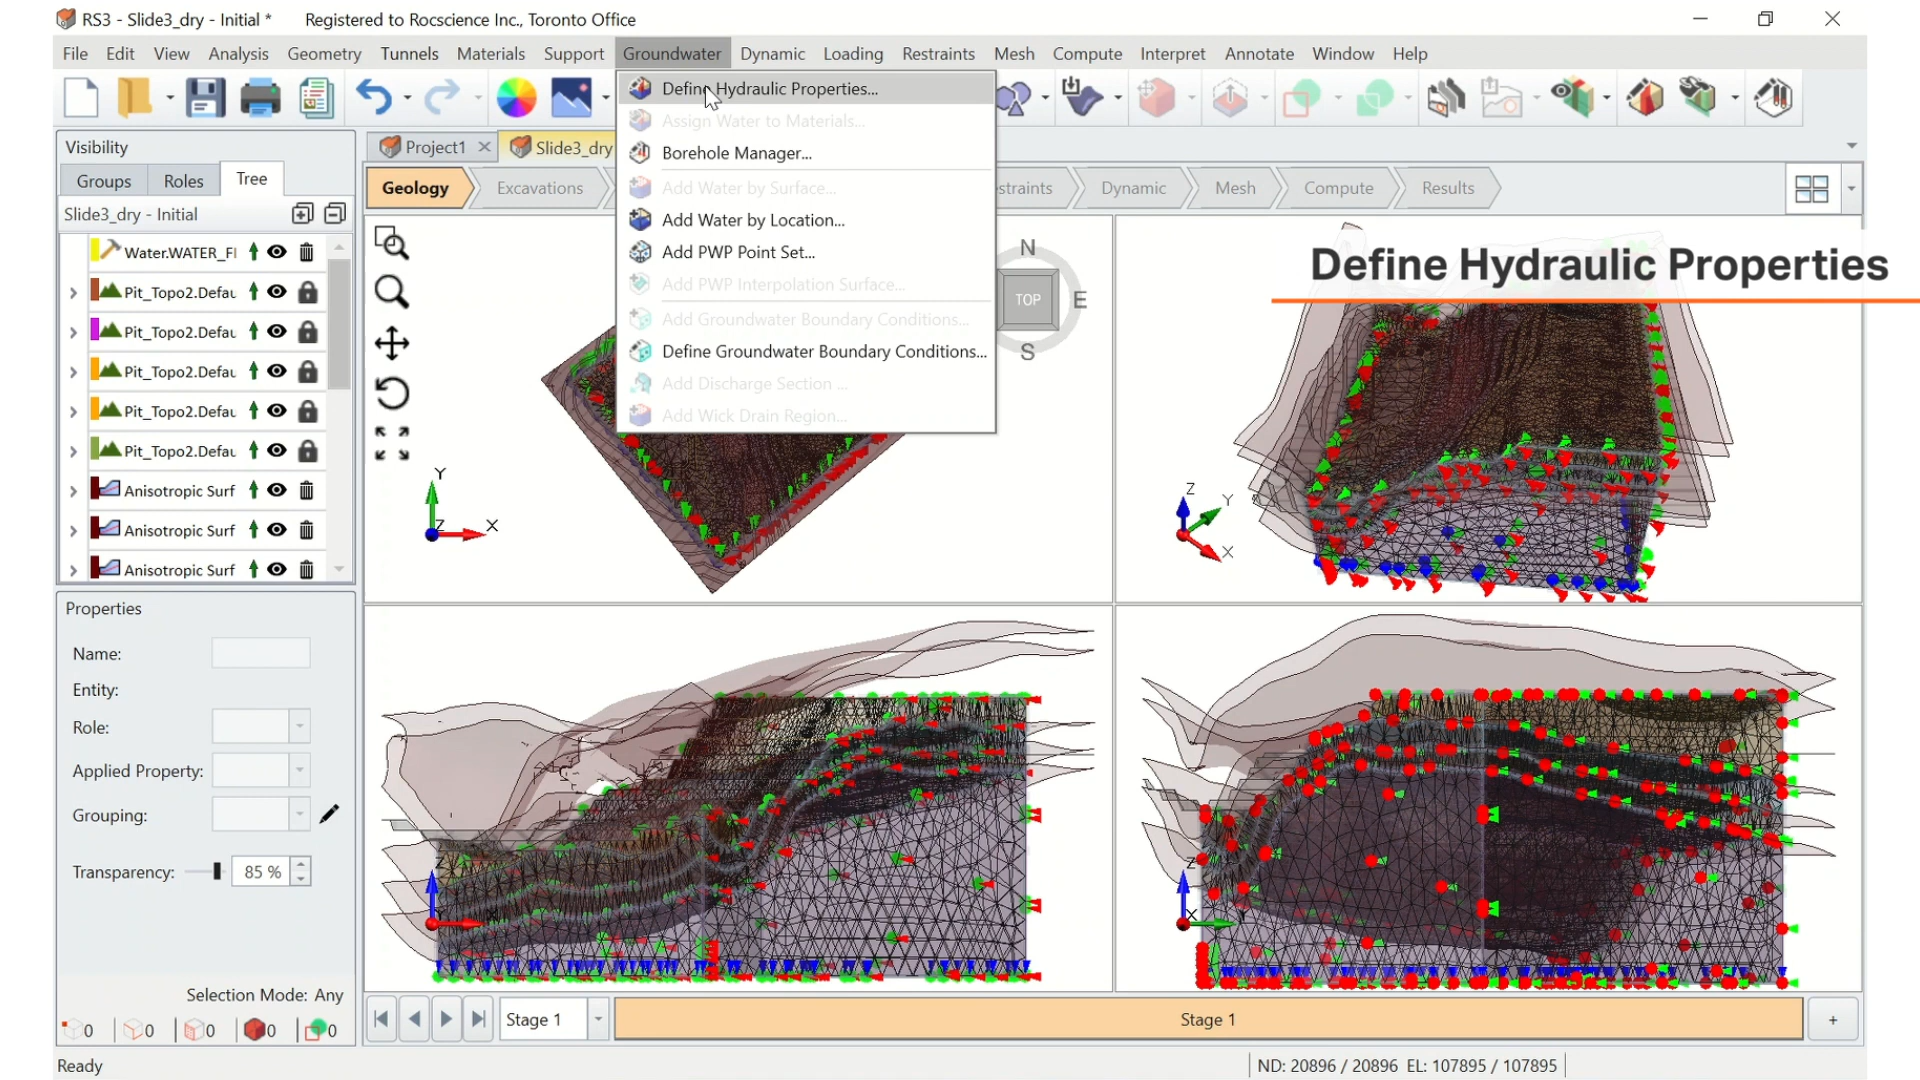 RS3 - Slide3_dry - Initial * Registered to Rocscience Inc., Toronto Office
File Edit View Analysis Geometry Tunnels Materials Support Groundwater Dynamic Loading Restraints Mesh Compute Interpret Annotate Window Help
Define Hydraulic Properties...
Assign Water to Materials...
Borehole Manager...
Add Water by Surface...
Add Water by Location...
Add PWP Point Set...
Add PWP Interpolation Surface...
Add Groundwater Boundary Conditions...
Define Groundwater Boundary Conditions...
Add Discharge Section ...
Add Wick Drain Region...
Visibility
Groups Roles Tree
Slide3_dry - Initial
Water.WATER_FI
Pit_Topo2.Defau
Pit_Topo2.Defau
Pit_Topo2.Defau
Pit_Topo2.Defau
Pit_Topo2.Defau
Anisotropic Surf
Anisotropic Surf
Anisotropic Surf
Project1 Slide3_dry
Geology Excavations straints Dynamic Mesh Compute Results
Define Hydraulic Properties
N
TOP E
S
Y
Z X
Z
Y
X
Z
Y
Z
X Y
Properties
Name:
Entity:
Role:
Applied Property:
Grouping:
Transparency: 85 %
Selection Mode: Any
0 0 0 0 0
Stage 1 Stage 1 +
Ready ND: 20896 / 20896 EL: 107895 / 107895